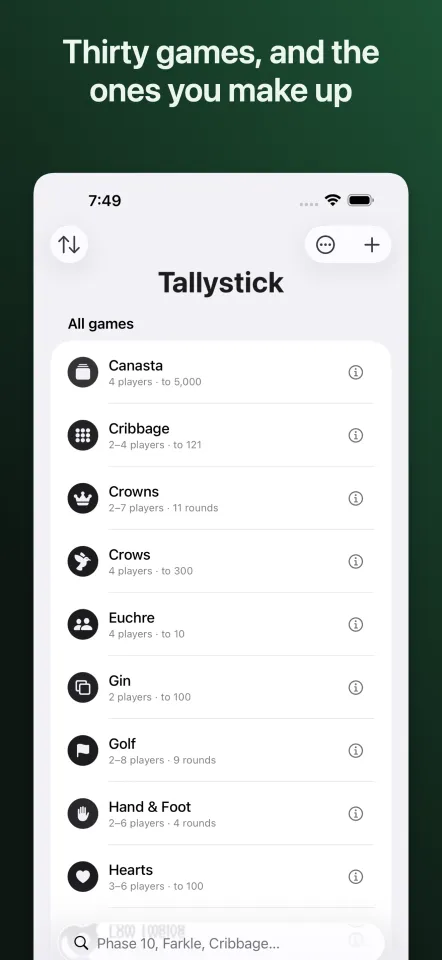 Thirty games, and the
ones you make up
7:49
Tallystick
All games
Canasta
4 players · to 5,000
Cribbage
2–4 players · to 121
Crowns
2–7 players · 11 rounds
Crows
4 players · to 300
Euchre
4 players · to 10
Gin
2 players · to 100
Golf
2–8 players · 9 rounds
Hand & Foot
2–6 players · 4 rounds
Hearts
3–6 players · to 100
Phase 10, Farkle, Cribbage...